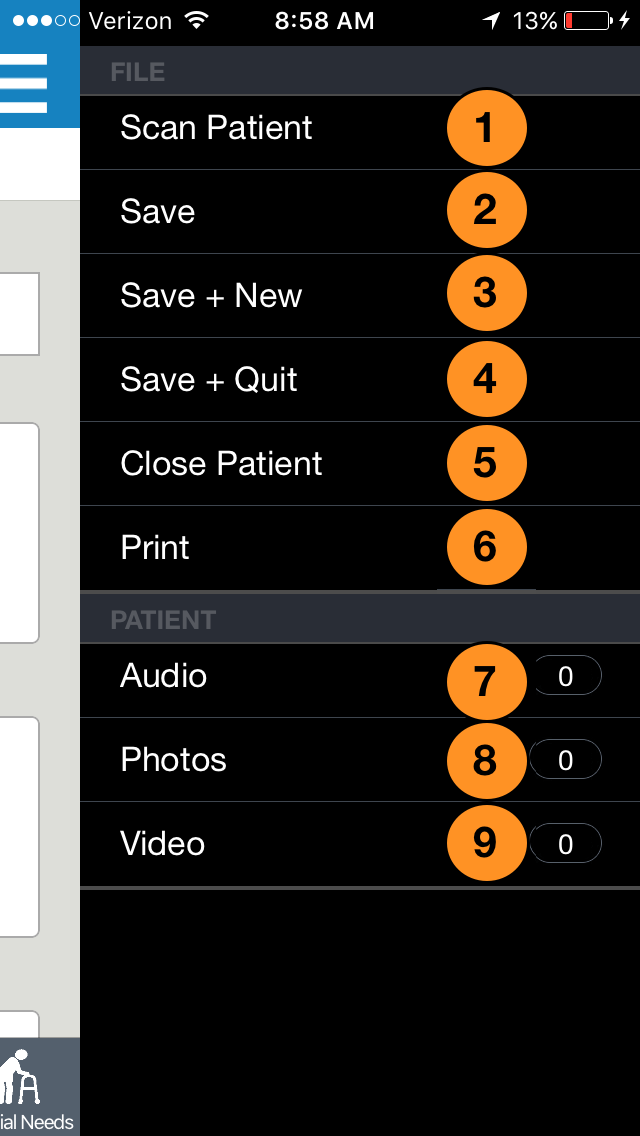 Verizon 8:58 AM 13%
FILE
Scan Patient 1
Save 2
Save + New 3
Save + Quit 4
Close Patient 5
Print 6
PATIENT
Audio 7 0
Photos 8 0
Video 9 0
ial Needs